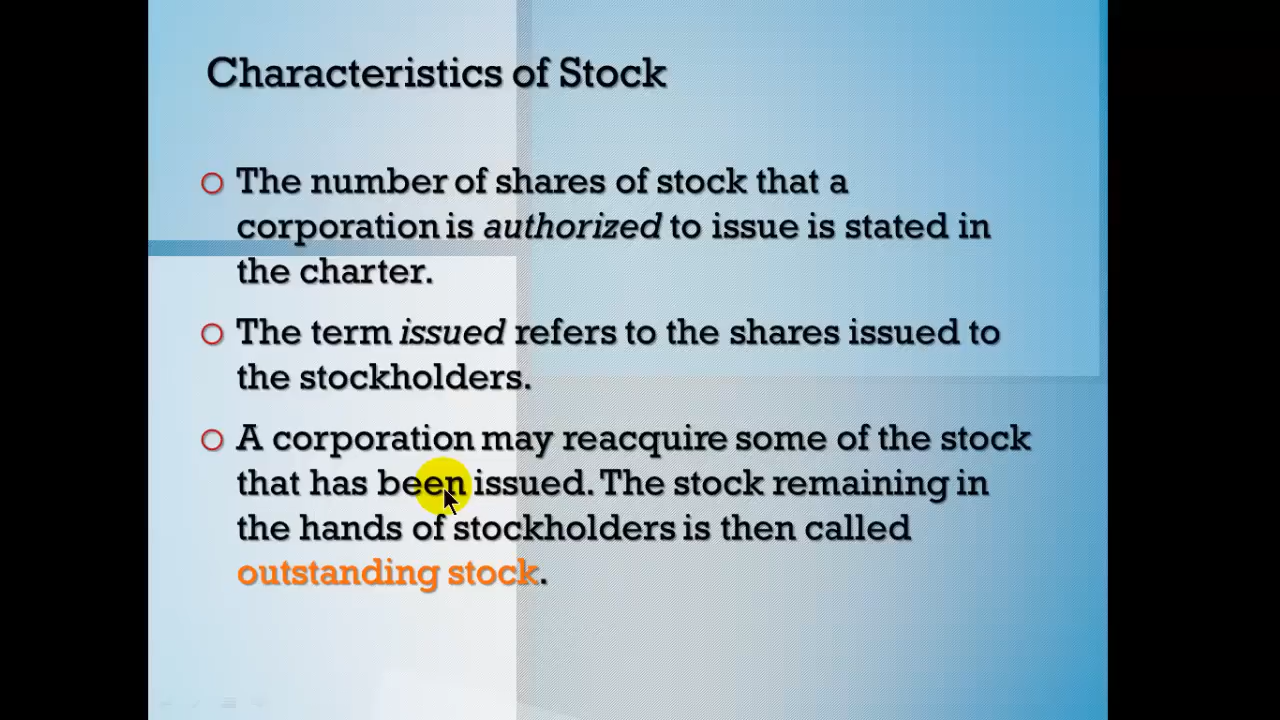 Characteristics of Stock
The number of shares of stock that a
corporation is authorized to issue is stated in
the charter.
The term issued refers to the shares issued to
the stockholders.
A corporation may reacquire some of the stock
that has been issued. The stock remaining in
the hands of stockholders is then called
outstanding stock.